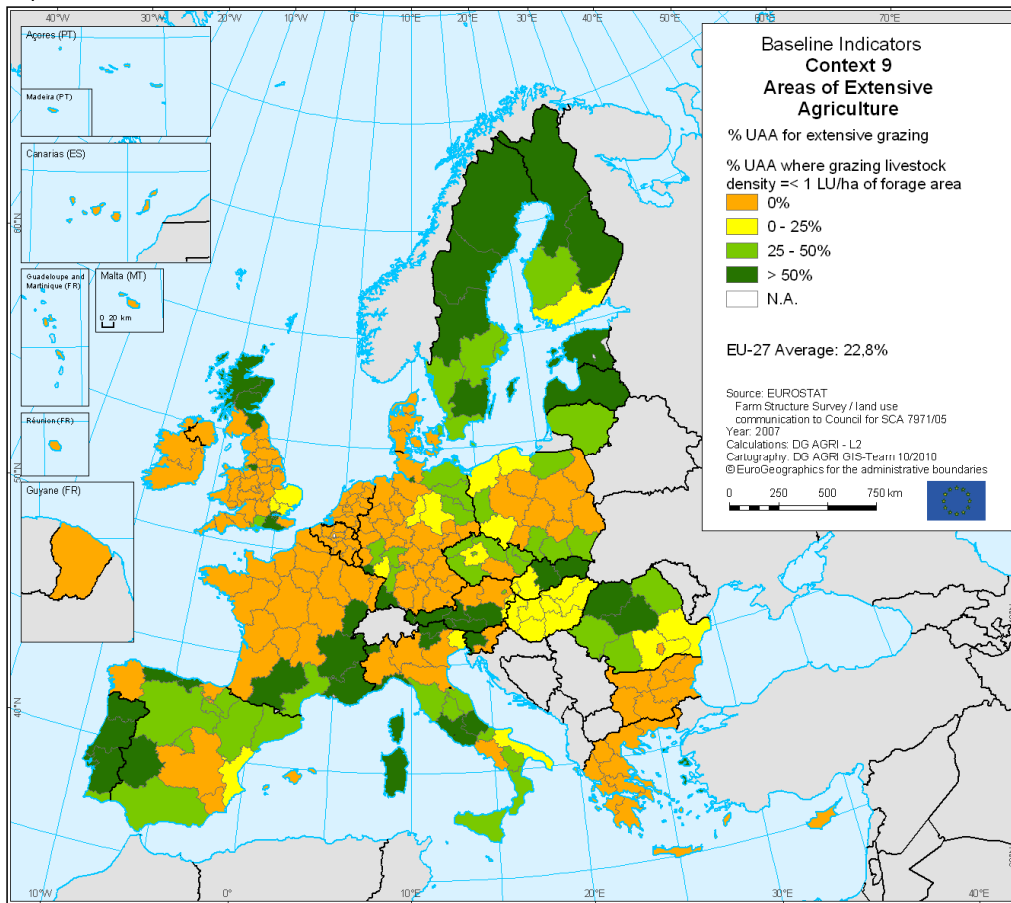 40°W
30°W
20°W
10°W
0°
10°E
20°E
30°E
40°E
50°E
60°E
70°E
Açores (PT)
Madeira (PT)
Canarias (ES)
Guadeloupe and
Martinique (FR)
Malta (MT)
0 20 km
Réunion (FR)
Guyane (FR)
60°N
50°N
40°N
Baseline Indicators
Context 9
Areas of Extensive
Agriculture
% UAA for extensive grazing
% UAA where grazing livestock
density =< 1 LU/ha of forage area
0%
0 - 25%
25 - 50%
> 50%
N.A.
EU-27 Average: 22,8%
Source: EUROSTAT
Farm Structure Survey / land use
communication to Council for SCA 7971/05
Year: 2007
Calculations: DG AGRI - L2
Cartography: DG AGRI GIS-Team 10/2010
© EuroGeographics for the administrative boundaries
0 250 500 750 km
10°W
0°
10°E
20°E
30°E
40°E